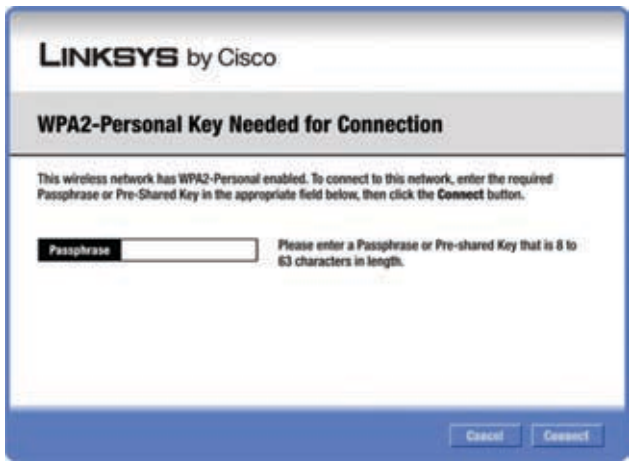 LINKSYS by Cisco
WPA2-Personal Key Needed for Connection
This wireless network has WPA2-Personal enabled. To connect to this network, enter the required
Passphrase or Pre-Shared Key in the appropriate field below, then click the Connect button.
Passphrase
Please enter a Passphrase or Pre-shared Key that is 8 to
63 characters in length.
Cancel
Connect